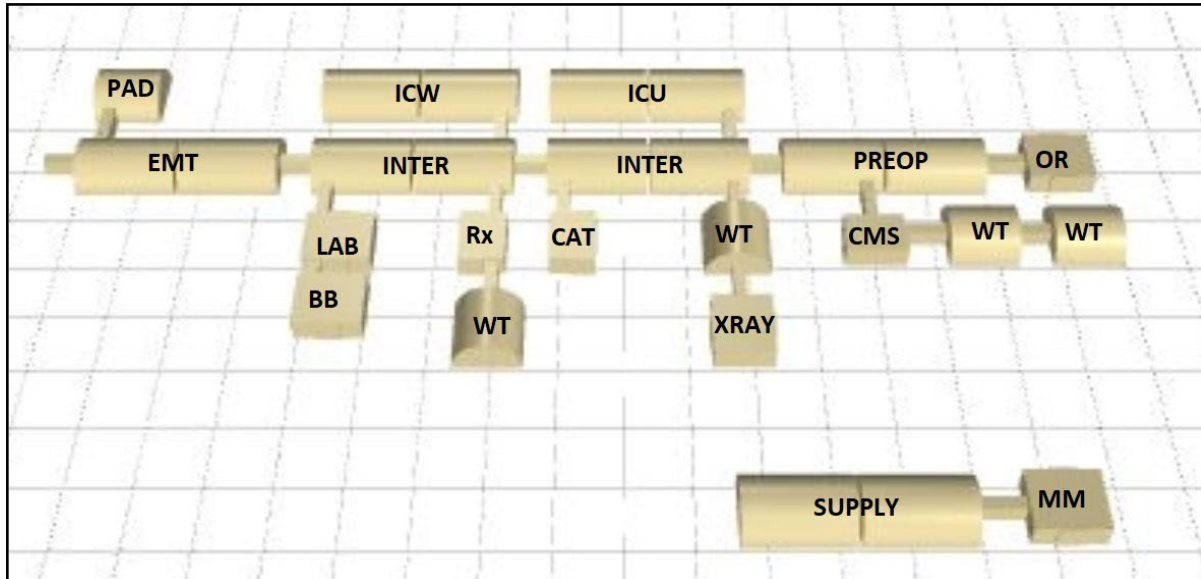 PAD
ICW
ICU
EMT
INTER
INTER
PREOP
OR
LAB
Rx
CAT
WT
CMS
WT
WT
BB
WT
XRAY
SUPPLY
MM